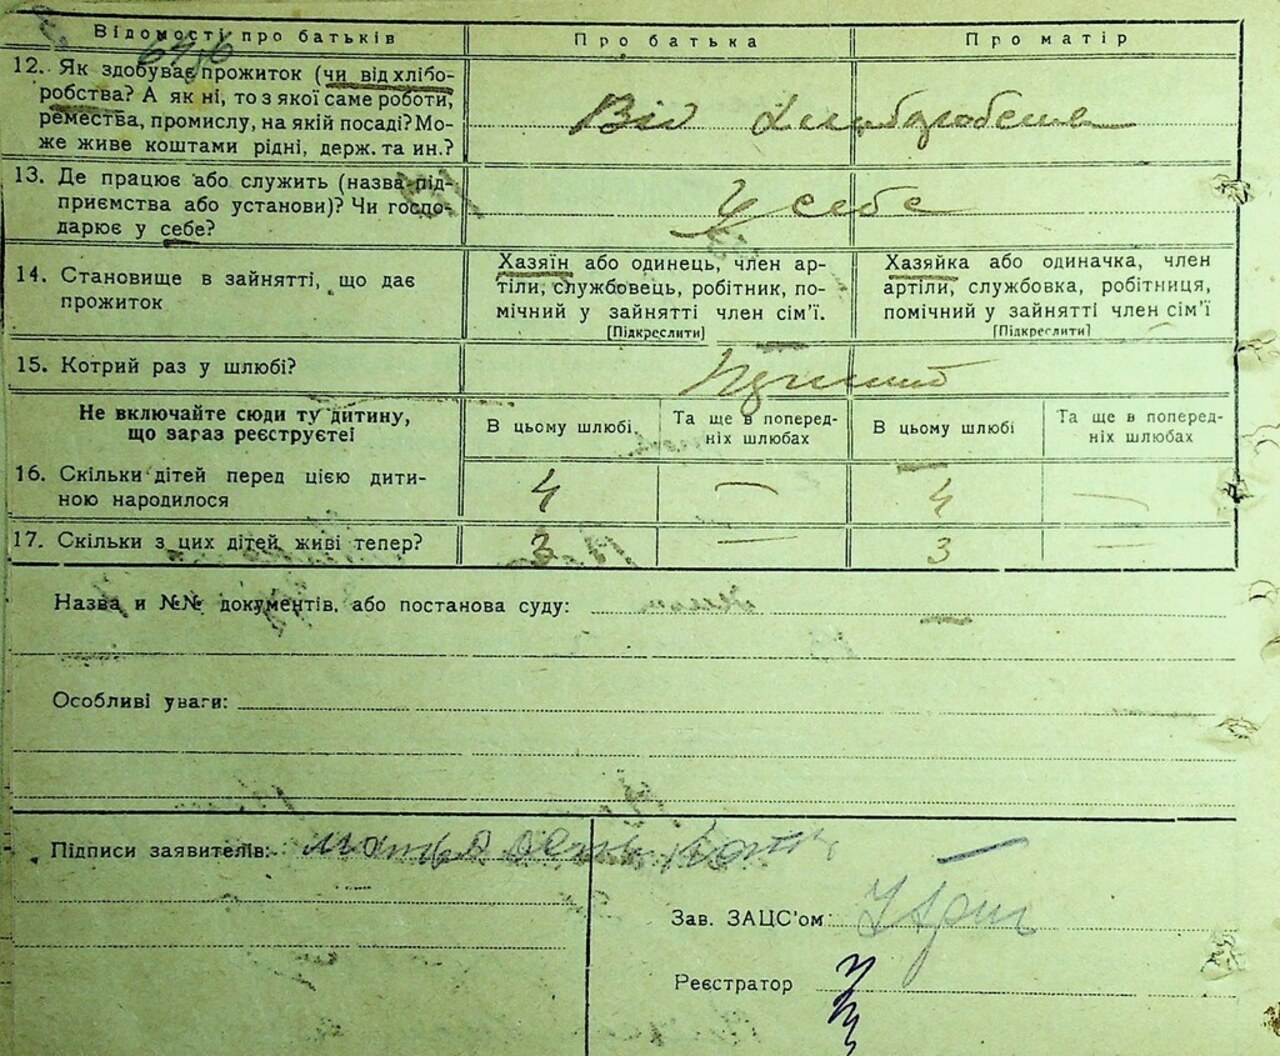 Відомості про батьків
Про батька
Про матір
12. Як здобуває прожиток (чи від хлібо-
робства? А як ні, то з якої саме роботи,
ремества, промислу, на якій посаді? Мо-
же живе коштами рідні, держ. та ин.?
Від хліборобства
13. Де працює або служить (назва під-
приємства або установи)? Чи госпо-
дарює у себе?
У себе
14. Становище в зайнятті, що дає
прожиток
Хазяїн або одинець, член ар-
тіли, службовець, робітник, по-
мічний у зайнятті член сім'ї.
[Підкреслити]
Хазяйка або одиначка, член
артіли, службовка, робітниця,
помічний у зайнятті член сім'ї
[Підкреслити]
15. Котрий раз у шлюбі?
Не включайте сюди ту дитину,
що зараз реєструєте!
В цьому шлюбі.
Та ще в поперед-
ніх шлюбах
В цьому шлюбі
Та ще в поперед-
ніх шлюбах
16. Скільки дітей перед цією дити-
ною народилося
4 — 4 —
17. Скільки з цих дітей живі тепер?
3 — 3 —
Назва и №№ документів, або постанова суду:
Особливі уваги:
Підписи заявителів:
Зав. ЗАЦС'ом:
Реєстратор